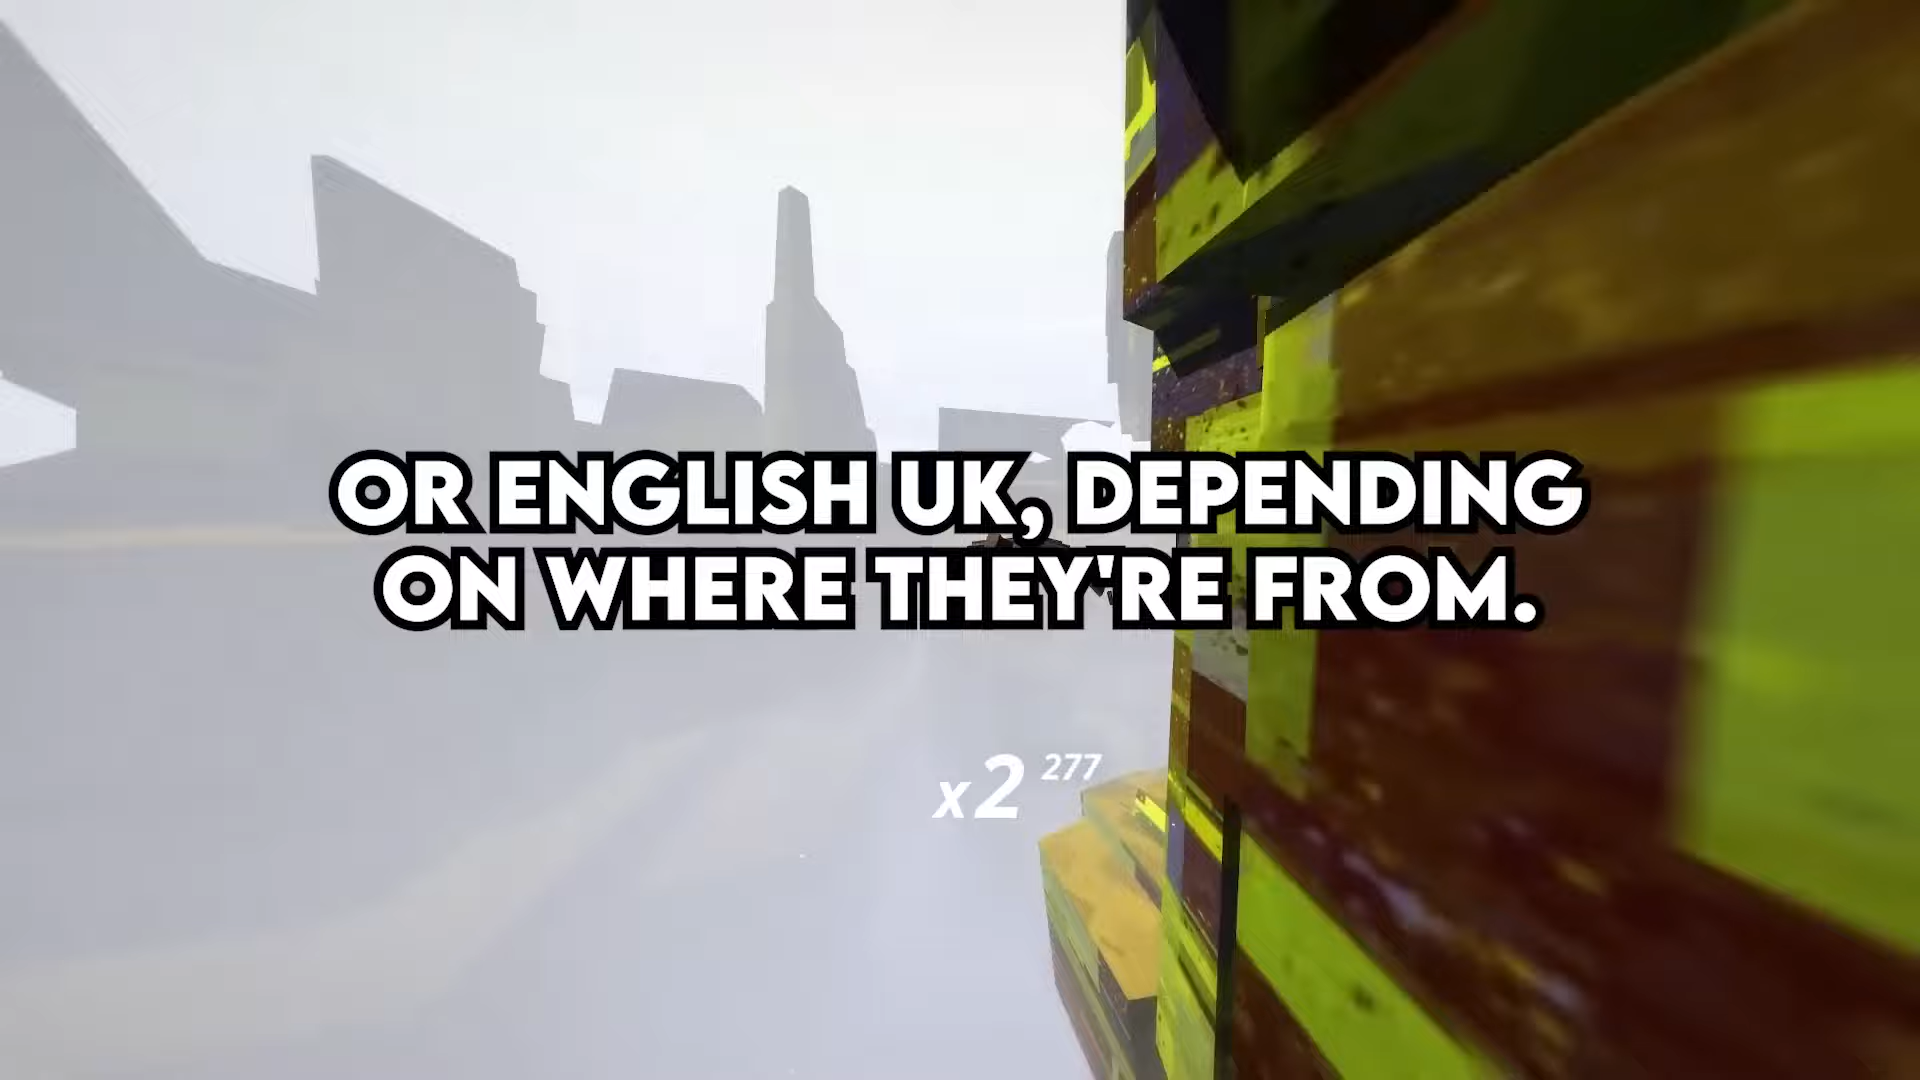 OR ENGLISH UK, DEPENDING
ON WHERE THEY'RE FROM.
x2 277